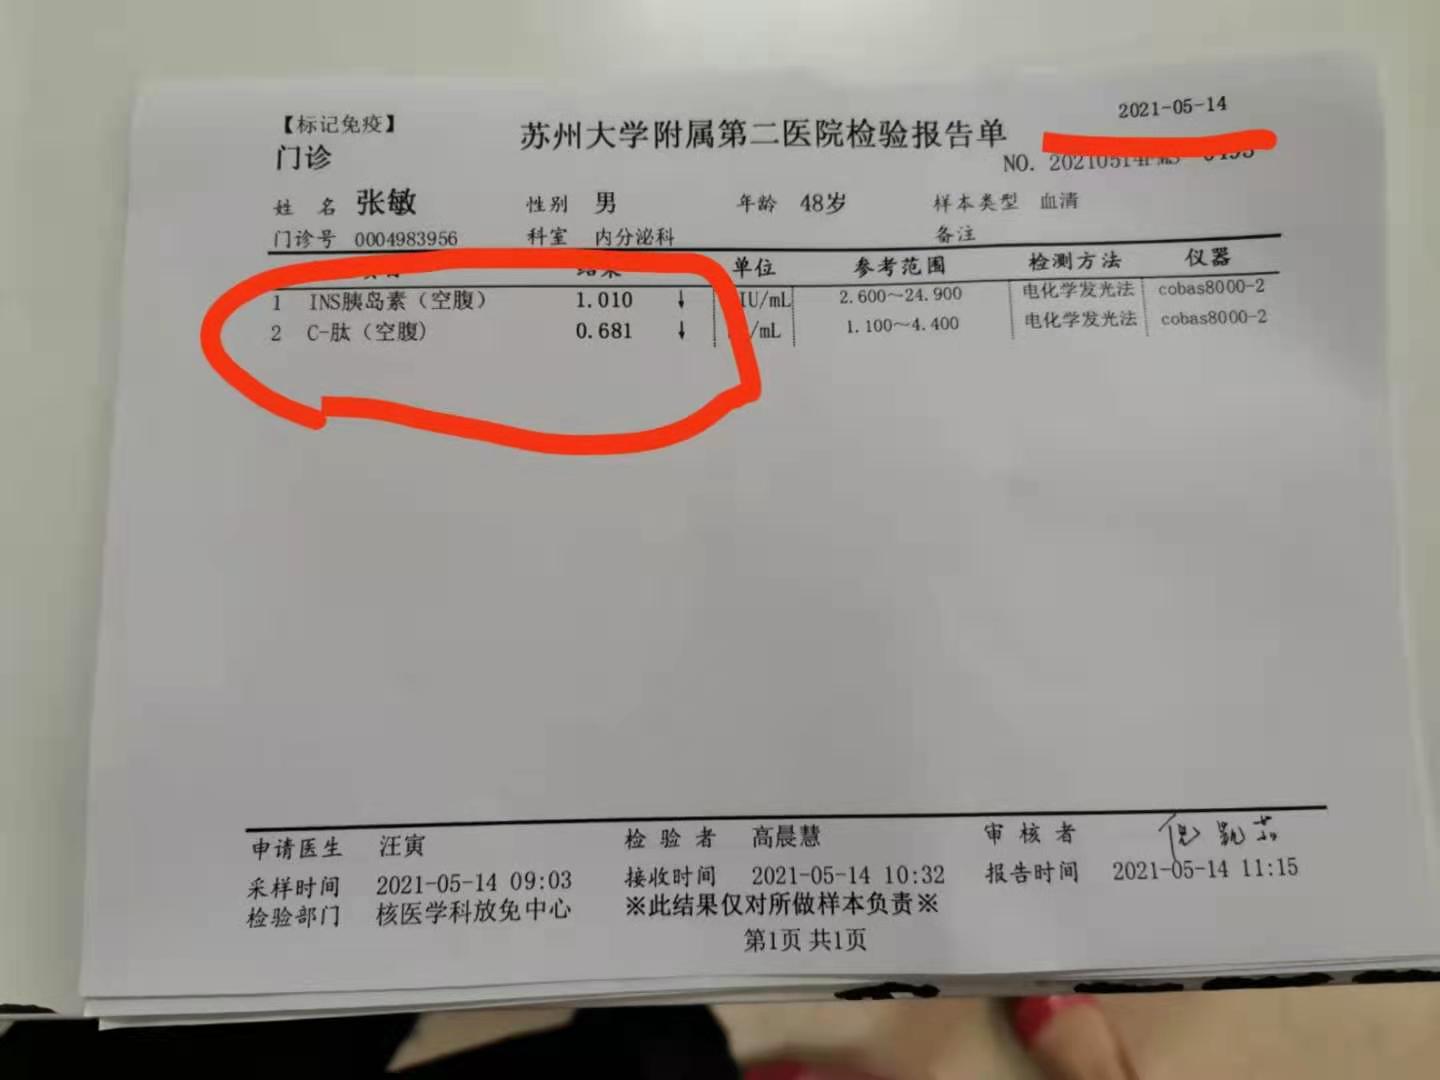 【标记免疫】
2021-05-14
苏州大学附属第二医院检验报告单
门诊
NO. 20210514
姓 名 张敏 性别 男 年龄 48岁 样本类型 血清
门诊号 0004983956 科室 内分泌科 备注
单位 参考范围 检测方法 仪器
1 INS胰岛素（空腹） 1.010 ↓ IU/mL 2.600～24.900 电化学发光法 cobas8000-2
2 C-肽（空腹） 0.681 ↓ /mL 1.100～4.400 电化学发光法 cobas8000-2
申请医生 汪寅 检 验 者 高晨慧 审 核 者
采样时间 2021-05-14 09:03 接收时间 2021-05-14 10:32 报告时间 2021-05-14 11:15
检验部门 核医学科放免中心 ※此结果仅对所做样本负责※
第1页 共1页